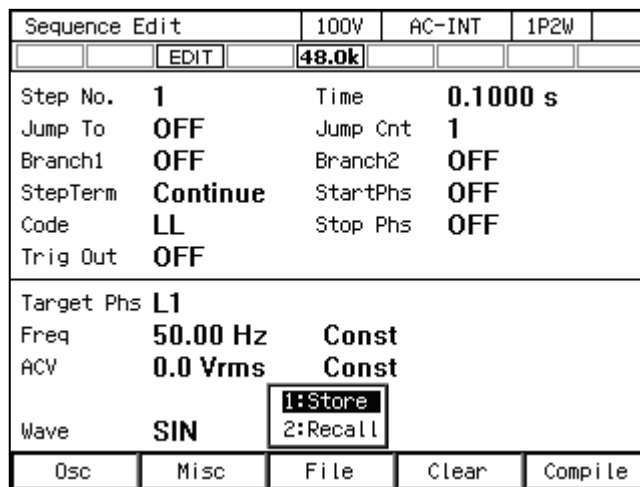 Sequence Edit 100V AC-INT 1P2W
EDIT 48.0k
Step No. 1 Time 0.1000 s
Jump To OFF Jump Cnt 1
Branch1 OFF Branch2 OFF
StepTerm Continue StartPhs OFF
Code LL Stop Phs OFF
Trig Out OFF
Target Phs L1
Freq 50.00 Hz Const
ACV 0.0 Vrms Const
1:Store
Wave SIN 2:Recall
Osc Misc File Clear Compile